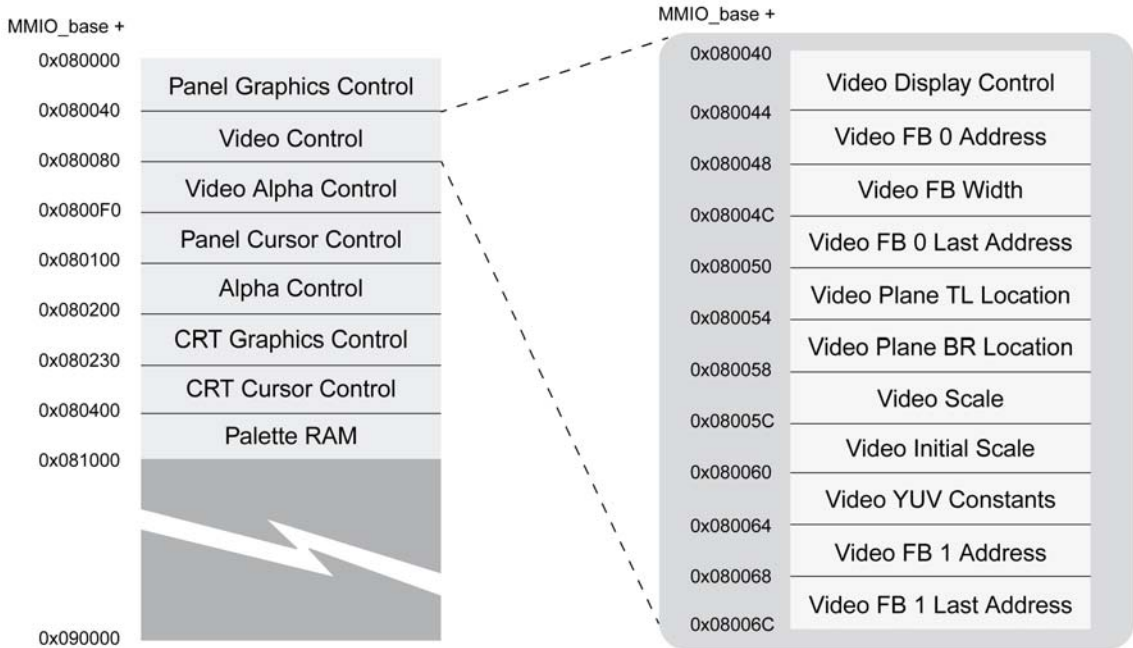 MMIO_base +
0x080000
Panel Graphics Control
0x080040
Video Control
0x080080
Video Alpha Control
0x0800F0
Panel Cursor Control
0x080100
Alpha Control
0x080200
CRT Graphics Control
0x080230
CRT Cursor Control
0x080400
Palette RAM
0x081000
0x090000
MMIO_base +
0x080040
Video Display Control
0x080044
Video FB 0 Address
0x080048
Video FB Width
0x08004C
Video FB 0 Last Address
0x080050
Video Plane TL Location
0x080054
Video Plane BR Location
0x080058
Video Scale
0x08005C
Video Initial Scale
0x080060
Video YUV Constants
0x080064
Video FB 1 Address
0x080068
Video FB 1 Last Address
0x08006C